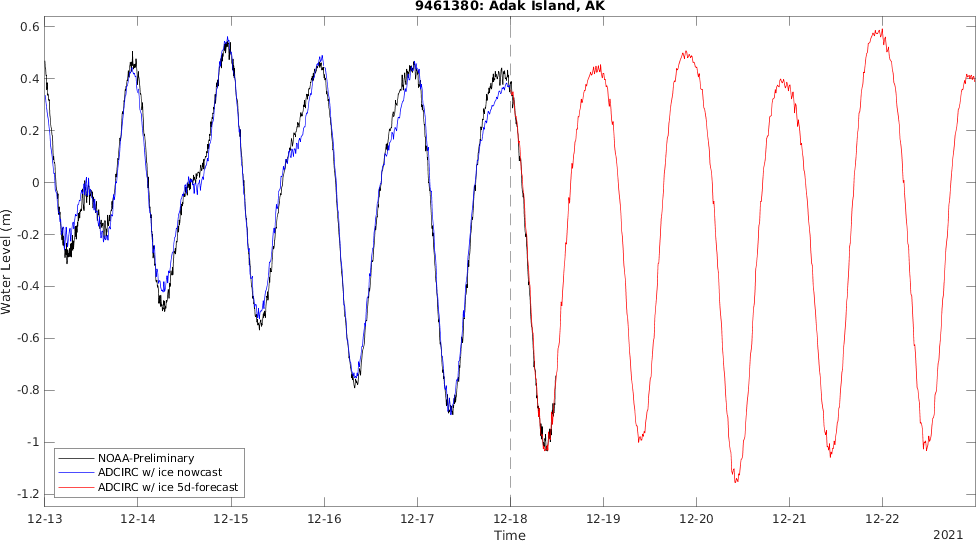 9461380: Adak Island, AK
0.6
0.4
0.2
0
-0.2
-0.4
-0.6
-0.8
-1
-1.2
Water Level (m)
NOAA-Preliminary
ADCIRC w/ ice nowcast
ADCIRC w/ ice 5d-forecast
12-13 12-14 12-15 12-16 12-17 12-18 12-19 12-20 12-21 12-22
Time
2021